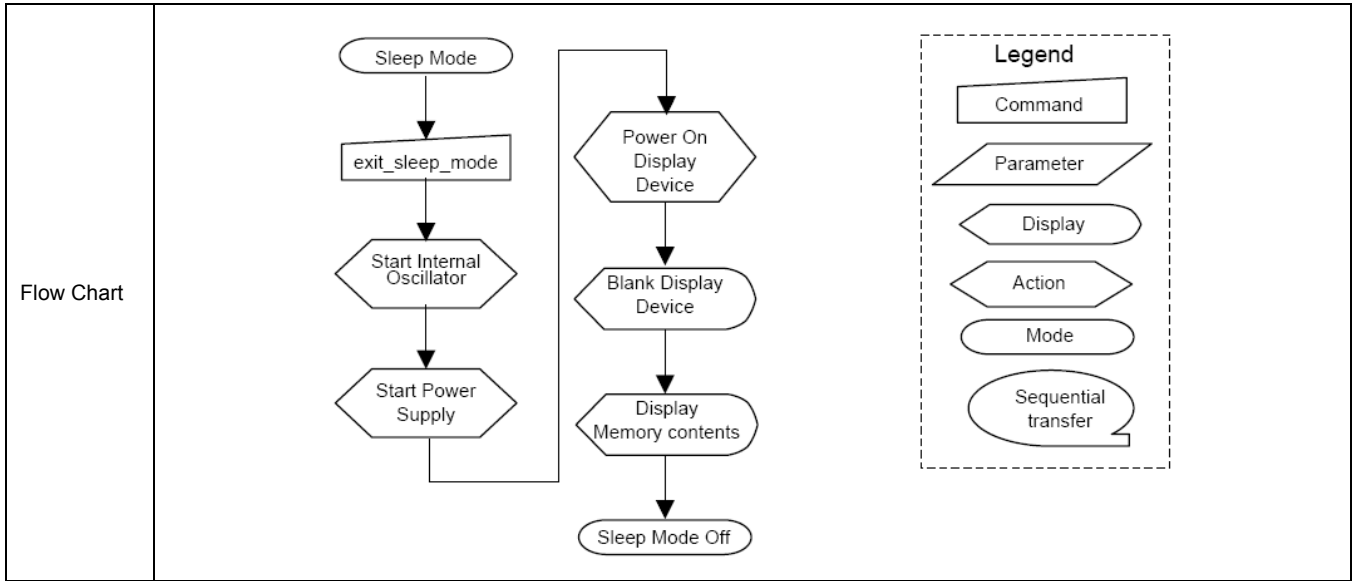 Flow Chart
Sleep Mode
exit_sleep_mode
Start Internal
Oscillator
Start Power
Supply
Power On
Display
Device
Blank Display
Device
Display
Memory contents
Sleep Mode Off
Legend
Command
Parameter
Display
Action
Mode
Sequential
transfer